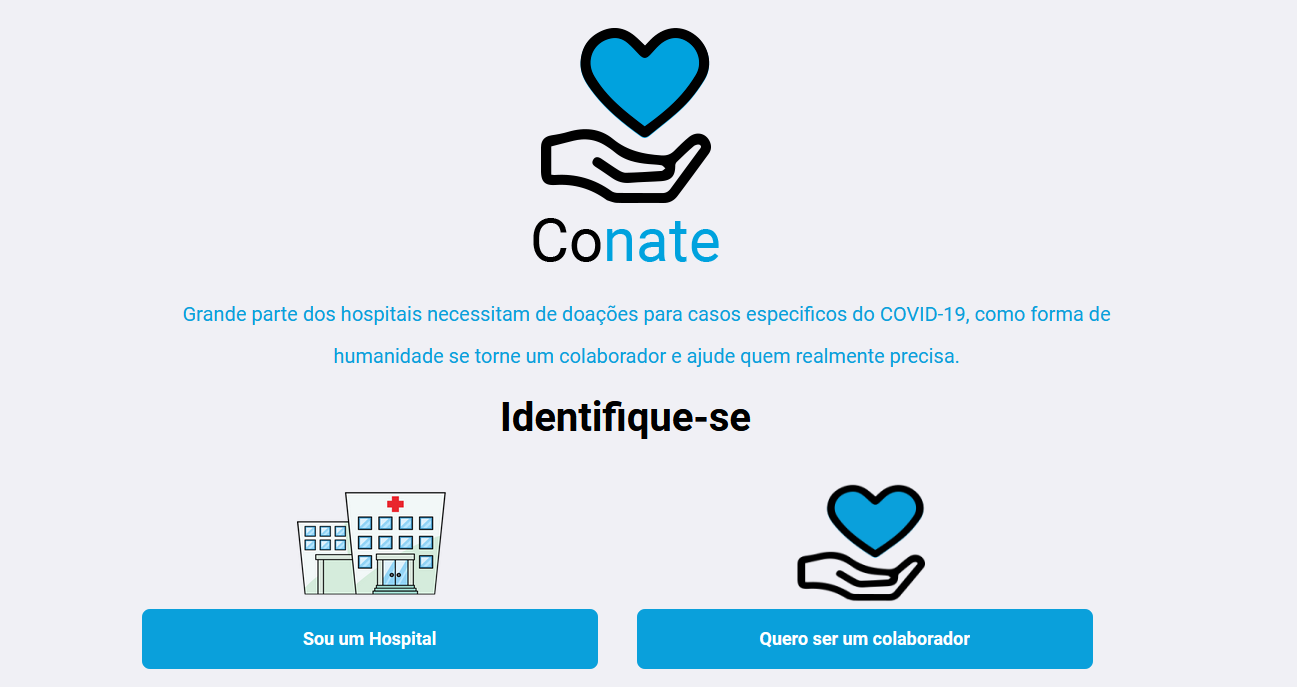 Conate
Grande parte dos hospitais necessitam de doações para casos especificos do COVID-19, como forma de
humanidade se torne um colaborador e ajude quem realmente precisa.
Identifique-se
Sou um Hospital
Quero ser um colaborador